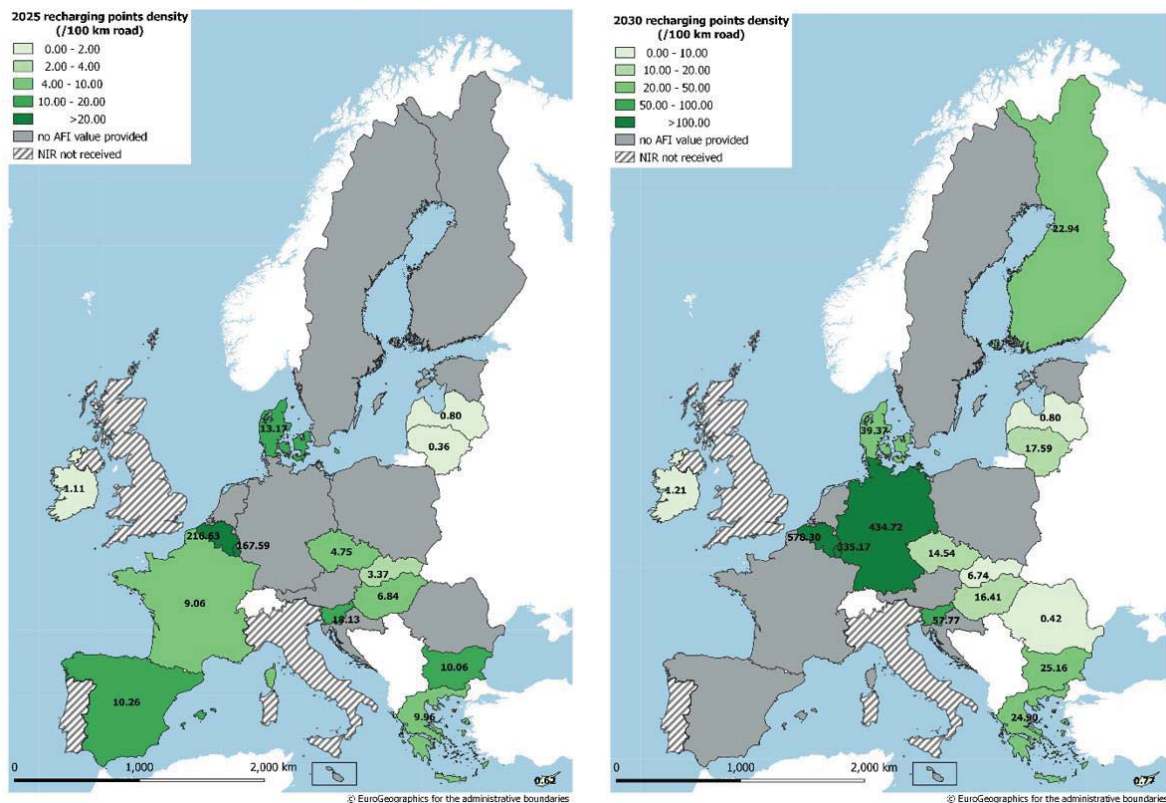 2025 recharging points density
(/100 km road)
0.00 - 2.00
2.00 - 4.00
4.00 - 10.00
10.00 - 20.00
>20.00
no AFI value provided
NIR not received
13.17
0.80
0.36
1.11
216.63
167.59
4.75
3.37
9.06
6.84
18.13
10.06
10.26
9.96
0.62
0
1,000
2,000 km
© EuroGeographics for the administrative boundaries
2030 recharging points density
(/100 km road)
0.00 - 10.00
10.00 - 20.00
20.00 - 50.00
50.00 - 100.00
>100.00
no AFI value provided
NIR not received
22.94
39.37
0.80
17.59
1.21
434.72
578.30
335.17
14.54
6.74
16.41
57.77
0.42
25.16
24.90
0.77
0
1,000
2,000 km
© EuroGeographics for the administrative boundaries